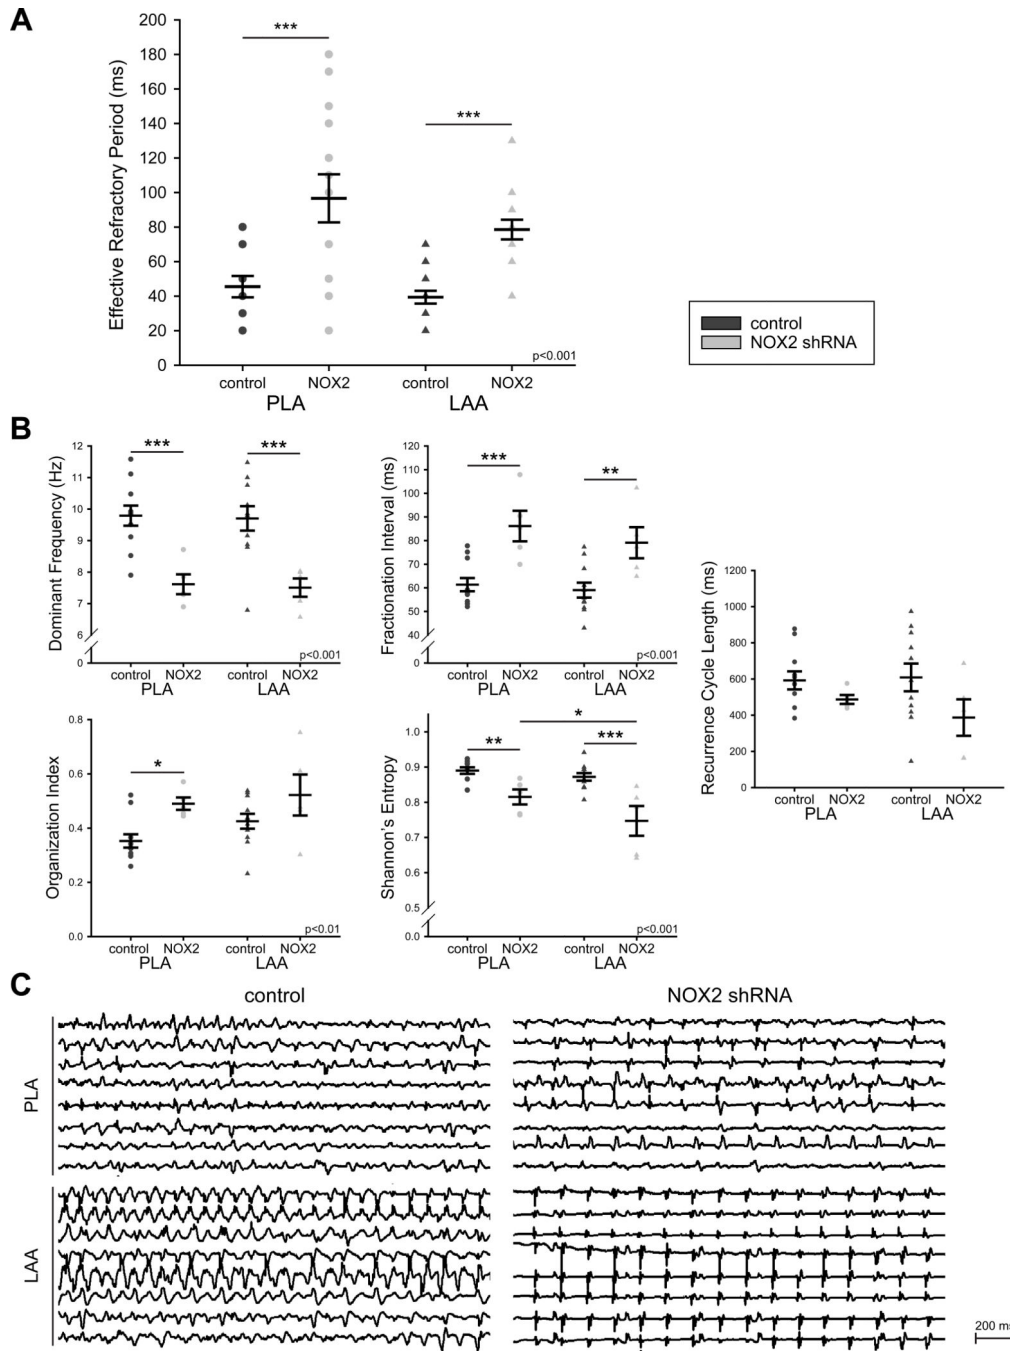 A
200
180
160
140
120
100
80
60
40
20
0
Effective Refractory Period (ms)
***
***
p<0.001
control NOX2 control NOX2
PLA LAA
control
NOX2 shRNA
B
12
11
10
9
8
7
6
0
Dominant Frequency (Hz)
***
***
p<0.001
control NOX2 control NOX2
PLA LAA
120
110
100
90
80
70
60
50
40
0
Fractionation Interval (ms)
***
**
p<0.001
control NOX2 control NOX2
PLA LAA
1200
1000
800
600
400
200
0
Recurrence Cycle Length (ms)
control NOX2 control NOX2
PLA LAA
0.8
0.6
0.4
0.2
0.0
Organization Index
*
p<0.01
control NOX2 control NOX2
PLA LAA
1.0
0.9
0.8
0.7
0.6
0.5
0.0
Shannon's Entropy
*
**
***
p<0.001
control NOX2 control NOX2
PLA LAA
C
control NOX2 shRNA
PLA
LAA
200 ms